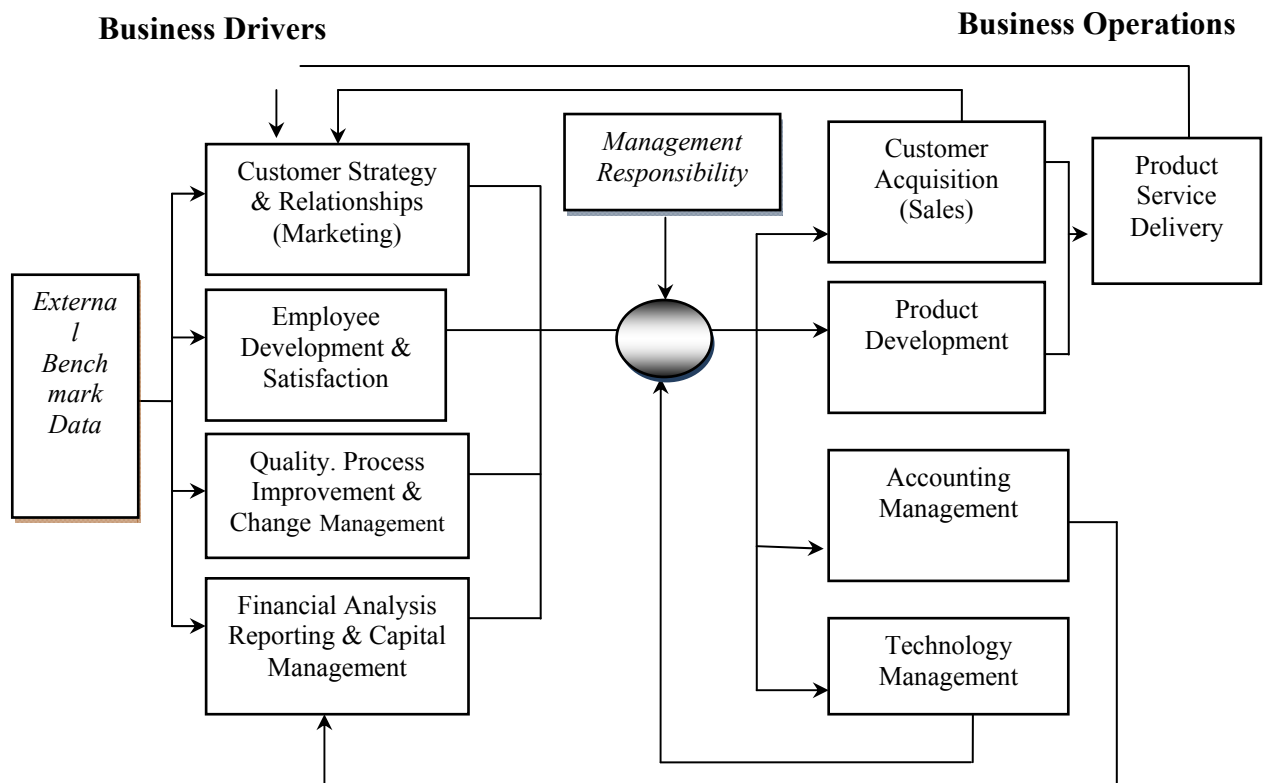 Business Drivers
Business Operations
Customer Strategy
& Relationships
(Marketing)
Management
Responsibility
Customer
Acquisition
(Sales)
Product
Service
Delivery
Externa
l
Bench
mark
Data
Employee
Development &
Satisfaction
Product
Development
Quality. Process
Improvement &
Change Management
Accounting
Management
Financial Analysis
Reporting & Capital
Management
Technology
Management